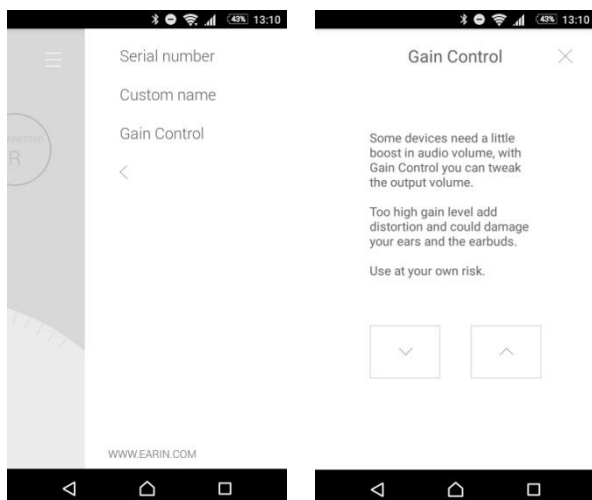 43% 13:10
Serial number
Custom name
Gain Control
R
WWW.EARIN.COM
43% 13:10
Gain Control
Some devices need a little
boost in audio volume, with
Gain Control you can tweak
the output volume.
Too high gain level add
distortion and could damage
your ears and the earbuds.
Use at your own risk.